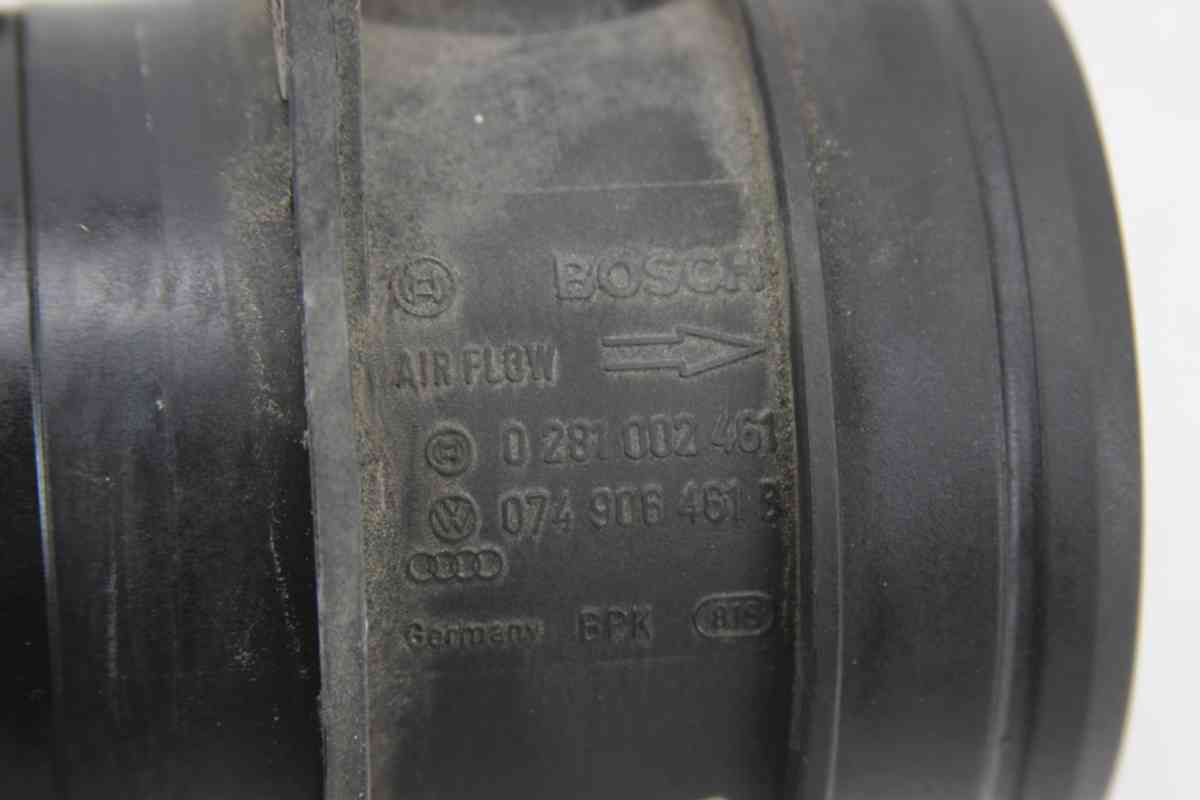 BOSCH
AIR FLOW
0 281 002 461
074 906 461 B
Germany BPK